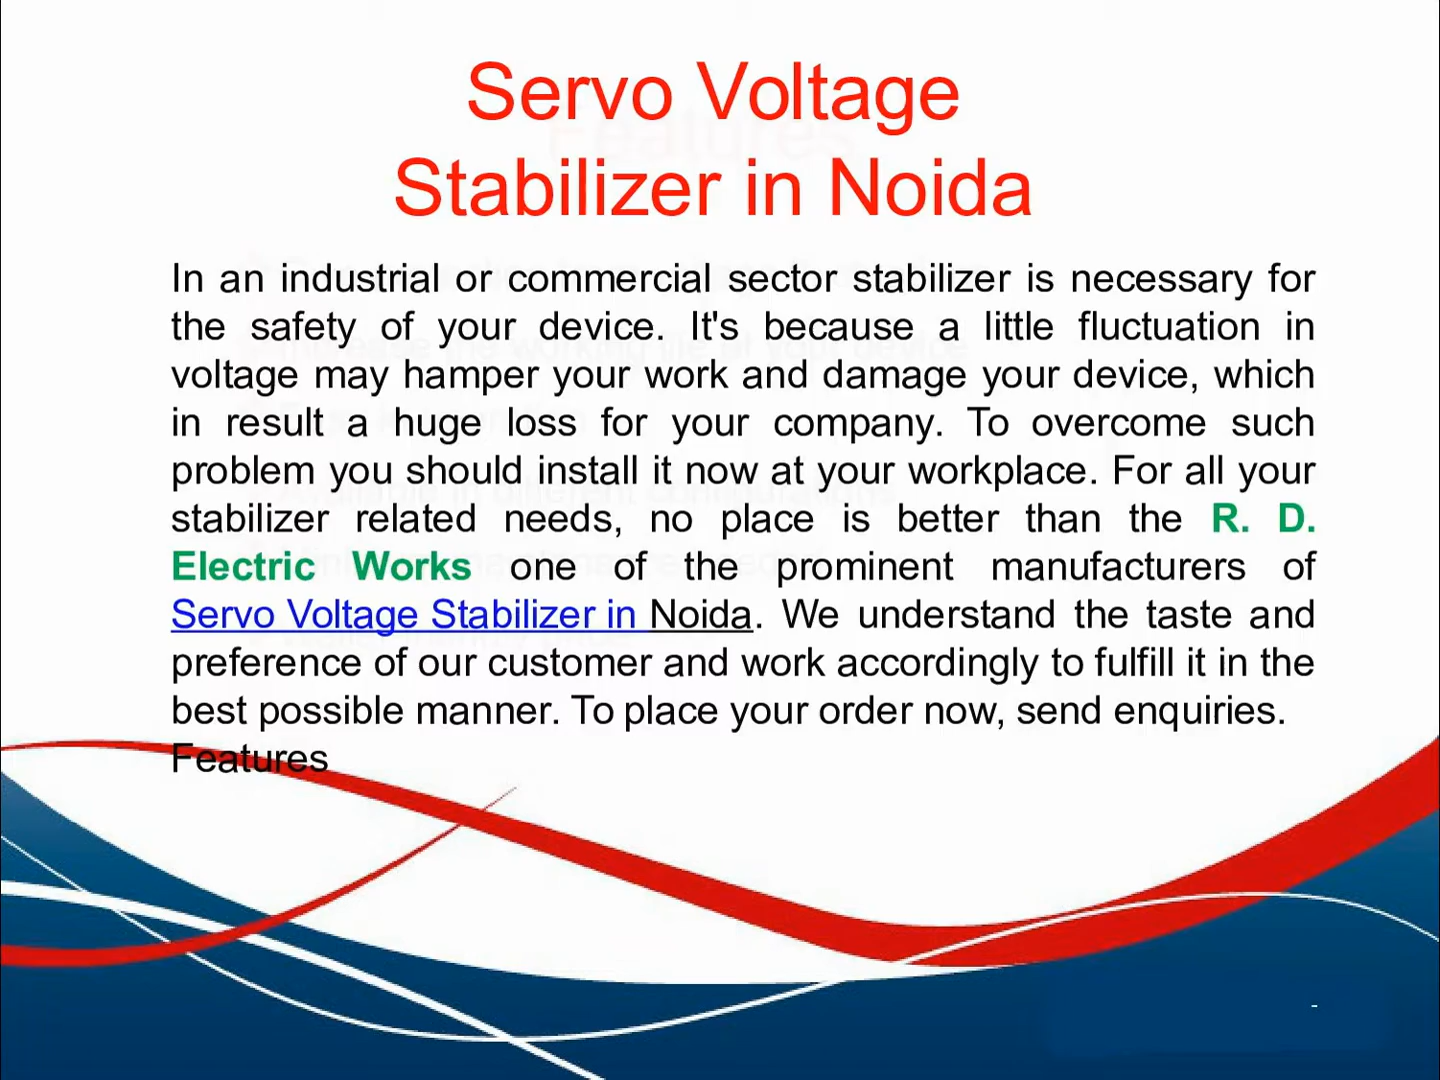 Servo Voltage
Stabilizer in Noida
In an industrial or commercial sector stabilizer is necessary for
the safety of your device. It's because a little fluctuation in
voltage may hamper your work and damage your device, which
in result a huge loss for your company. To overcome such
problem you should install it now at your workplace. For all your
stabilizer related needs, no place is better than the R. D.
Electric Works one of the prominent manufacturers of
Servo Voltage Stabilizer in Noida. We understand the taste and
preference of our customer and work accordingly to fulfill it in the
best possible manner. To place your order now, send enquiries.
Features
-